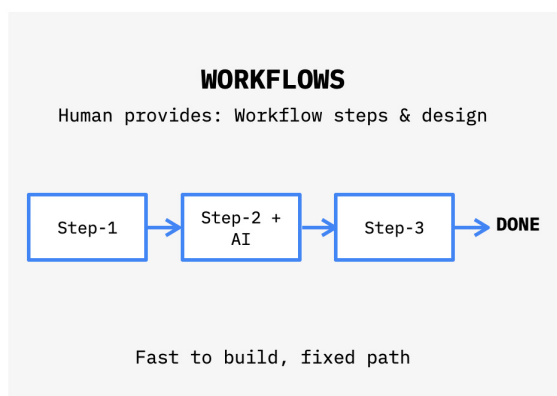 WORKFLOWS
Human provides: Workflow steps & design
Step-1
Step-2 +
AI
Step-3
DONE
Fast to build, fixed path